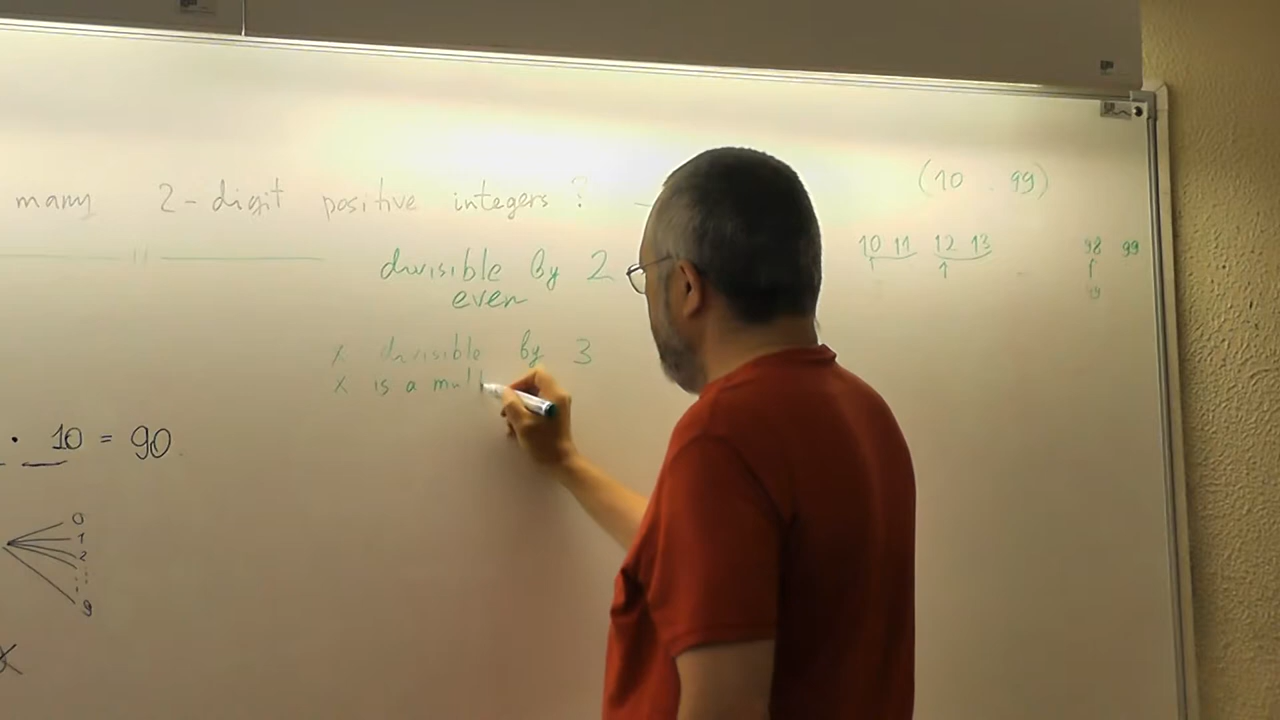 many 2-digit positive integers?
(10 . 99)
" divisible by 2
even
10 11 12 13 98 99
x divisible by 3
x is a mult
· 10 = 90
0
1
2
9